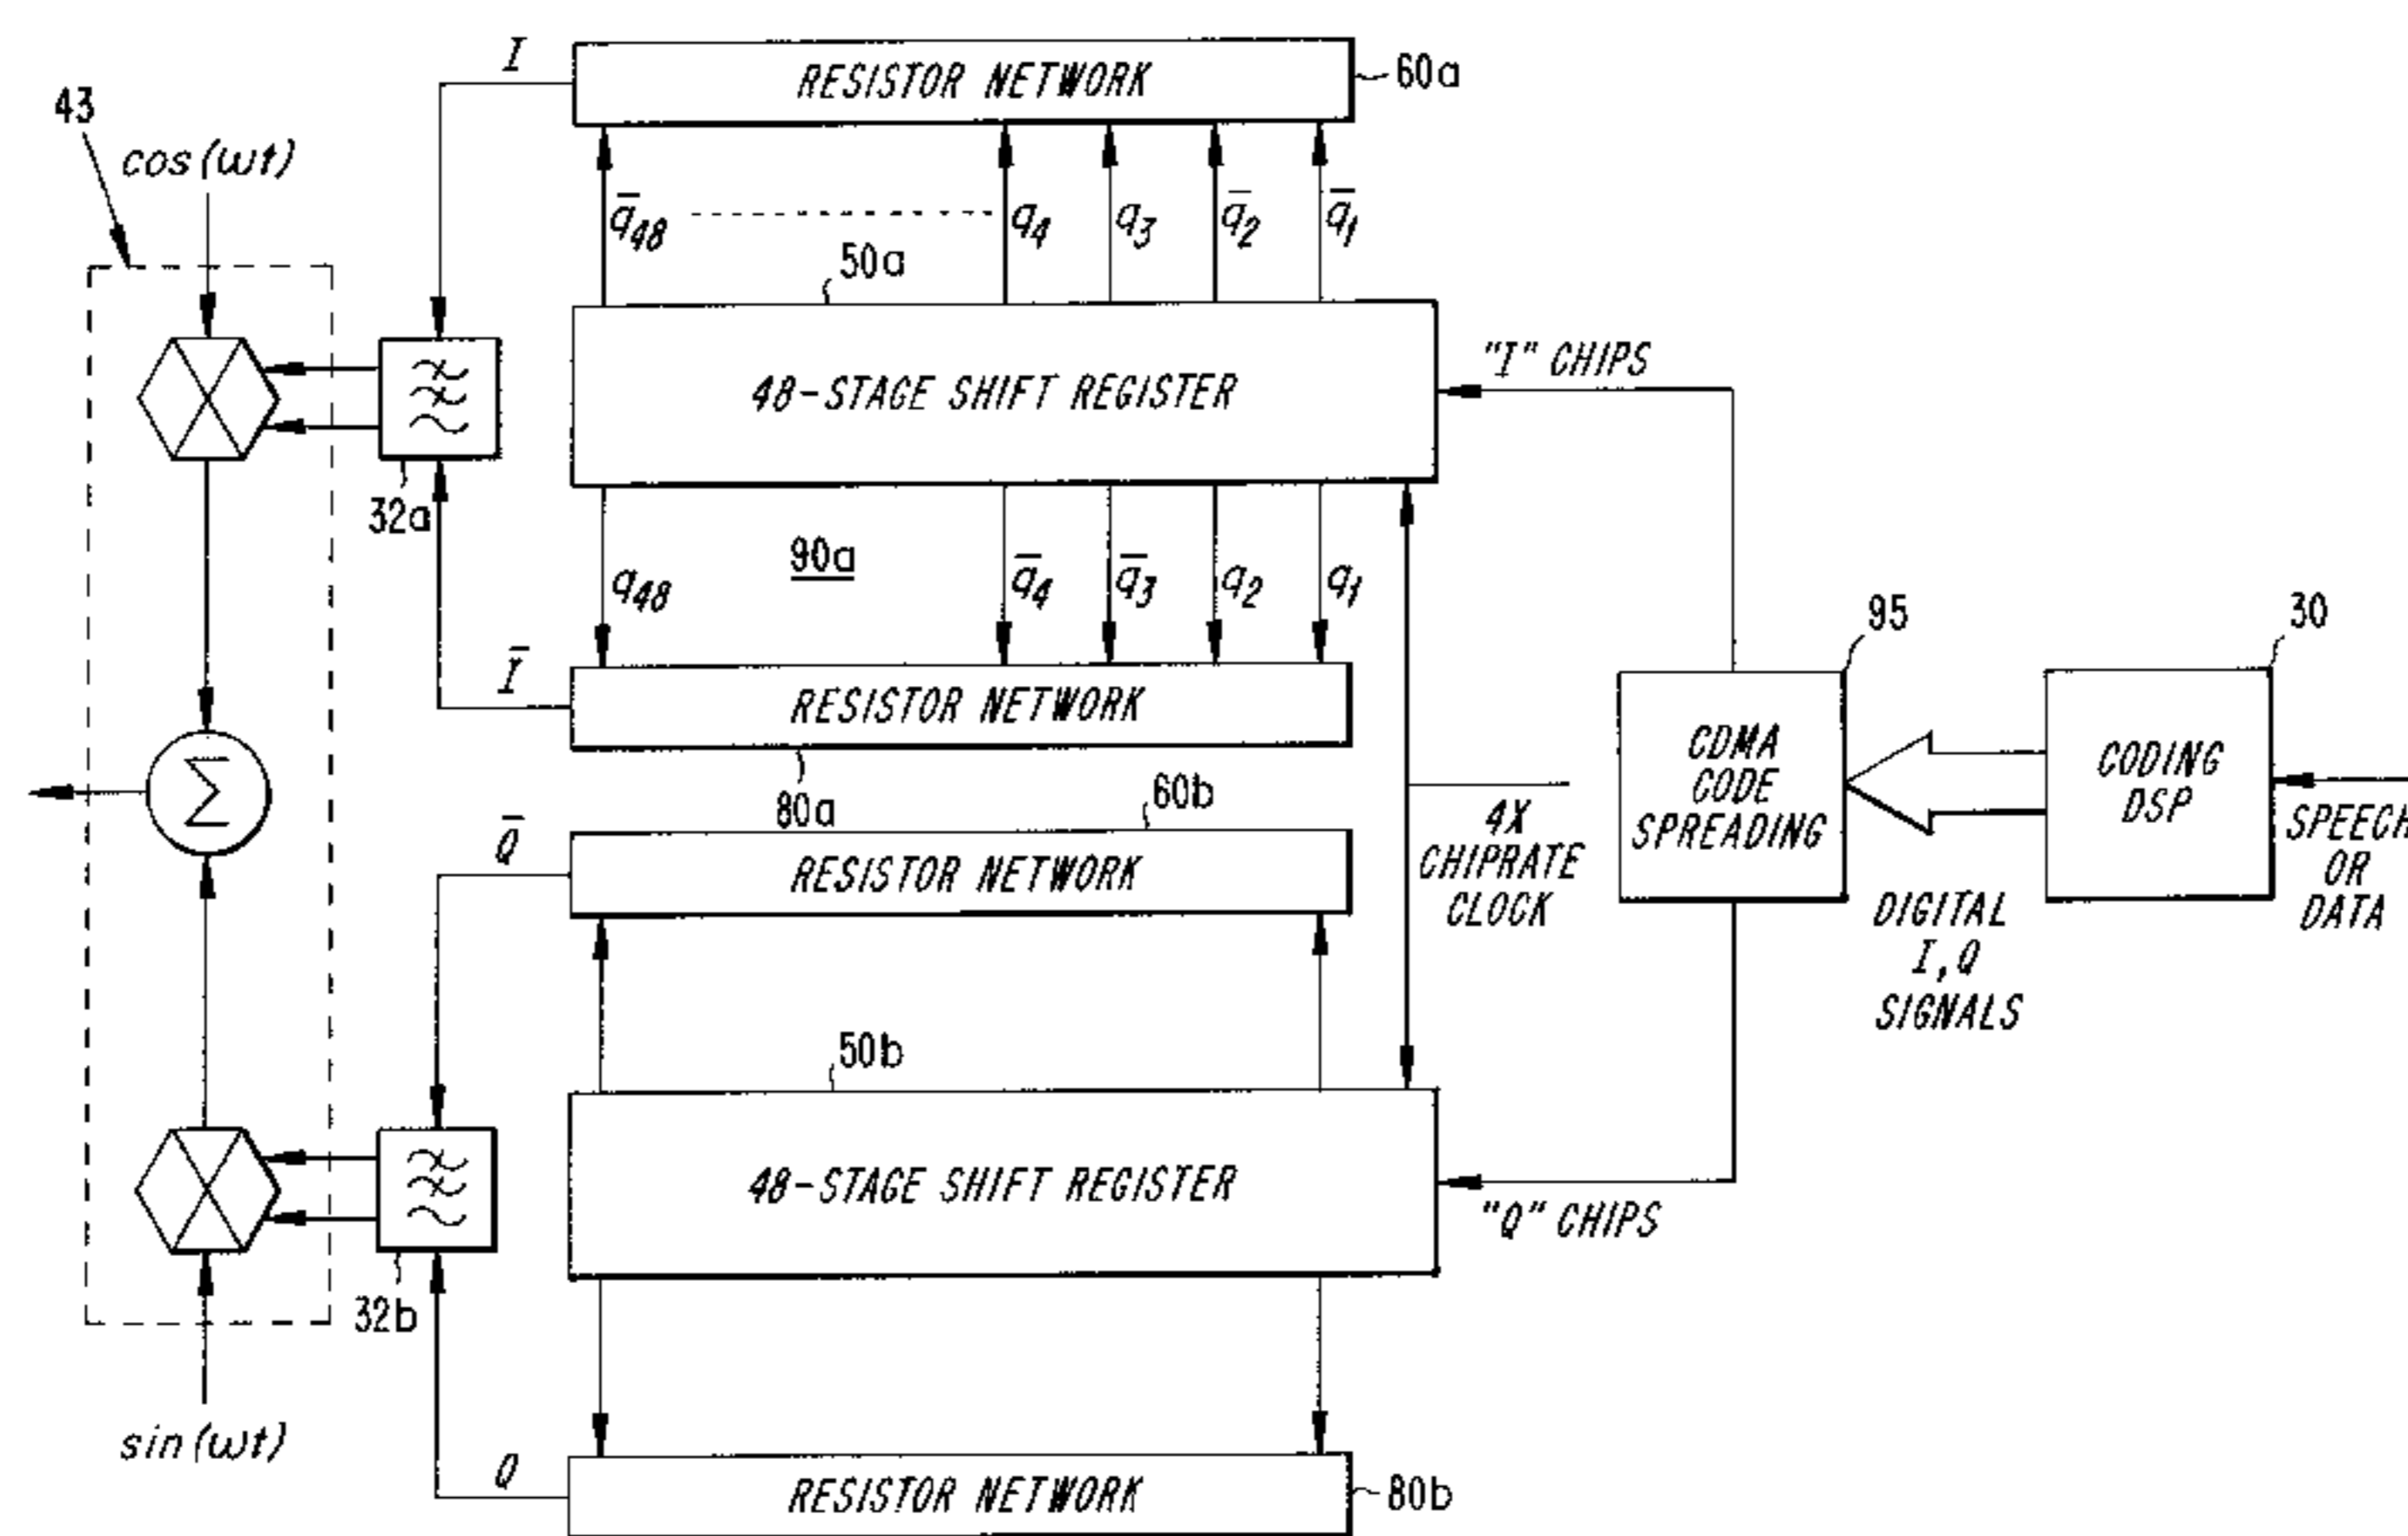 I
RESISTOR NETWORK
60a
43
cos(ωt)
q̅48
q4
q3
q̅2
q̅1
50a
"I" CHIPS
48-STAGE SHIFT REGISTER
32a
90a
q48
q̅4
q̅3
q2
q1
95
30
I̅
RESISTOR NETWORK
CDMA
CODE
SPREADING
CODING
DSP
Σ
80a
60b
4X
CHIPRATE
CLOCK
SPEECH
OR
DATA
Q̅
RESISTOR NETWORK
DIGITAL
I,Q
SIGNALS
50b
48-STAGE SHIFT REGISTER
"Q" CHIPS
32b
sin(ωt)
Q
RESISTOR NETWORK
80b